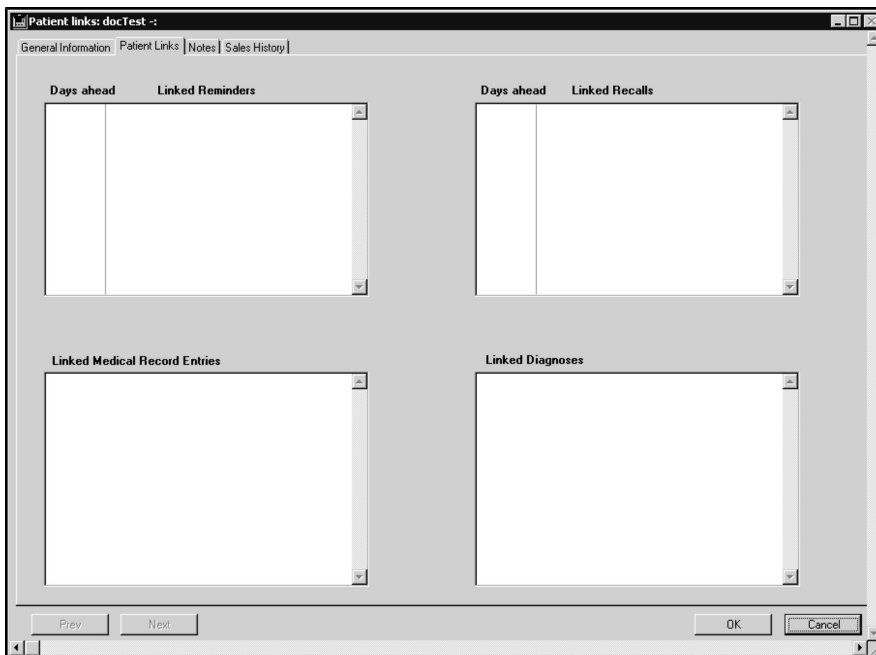 Patient links: docTest -:
General Information Patient Links Notes Sales History
Days ahead Linked Reminders Days ahead Linked Recalls
Linked Medical Record Entries Linked Diagnoses
Prev Next OK Cancel